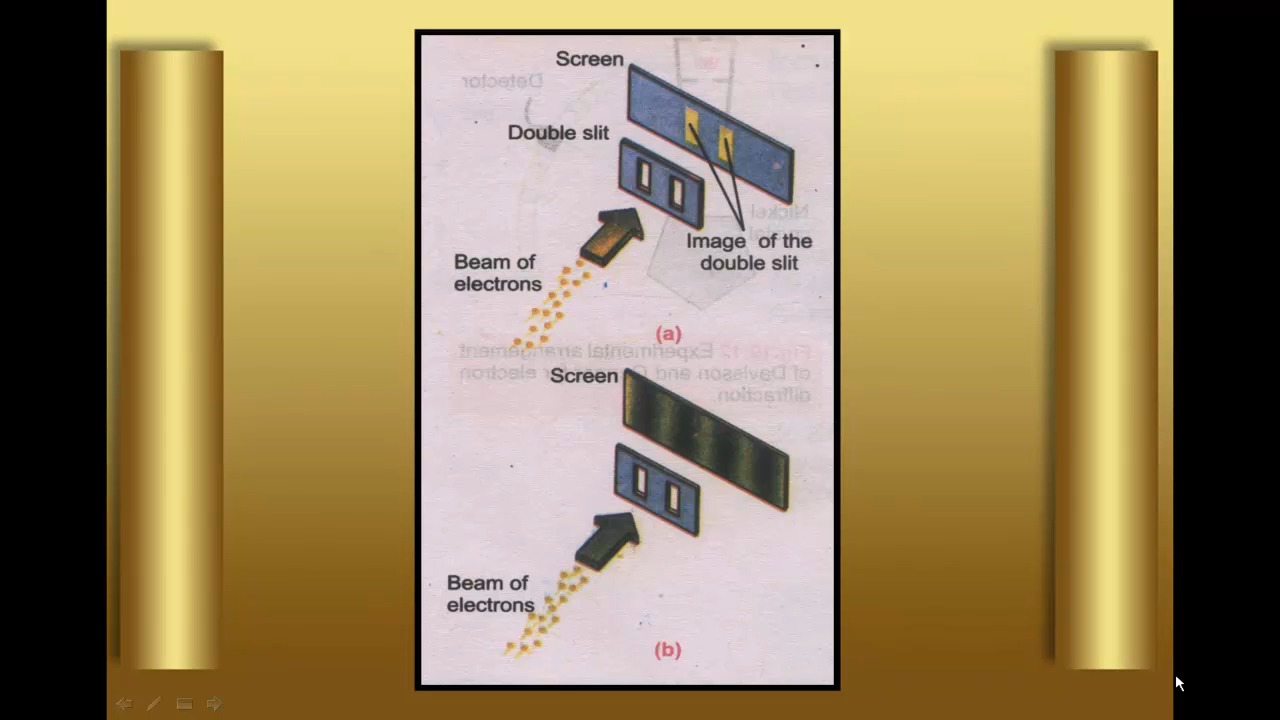 Screen
Double slit
Image of the
double slit
Beam of
electrons
(a)
Screen
Beam of
electrons
(b)